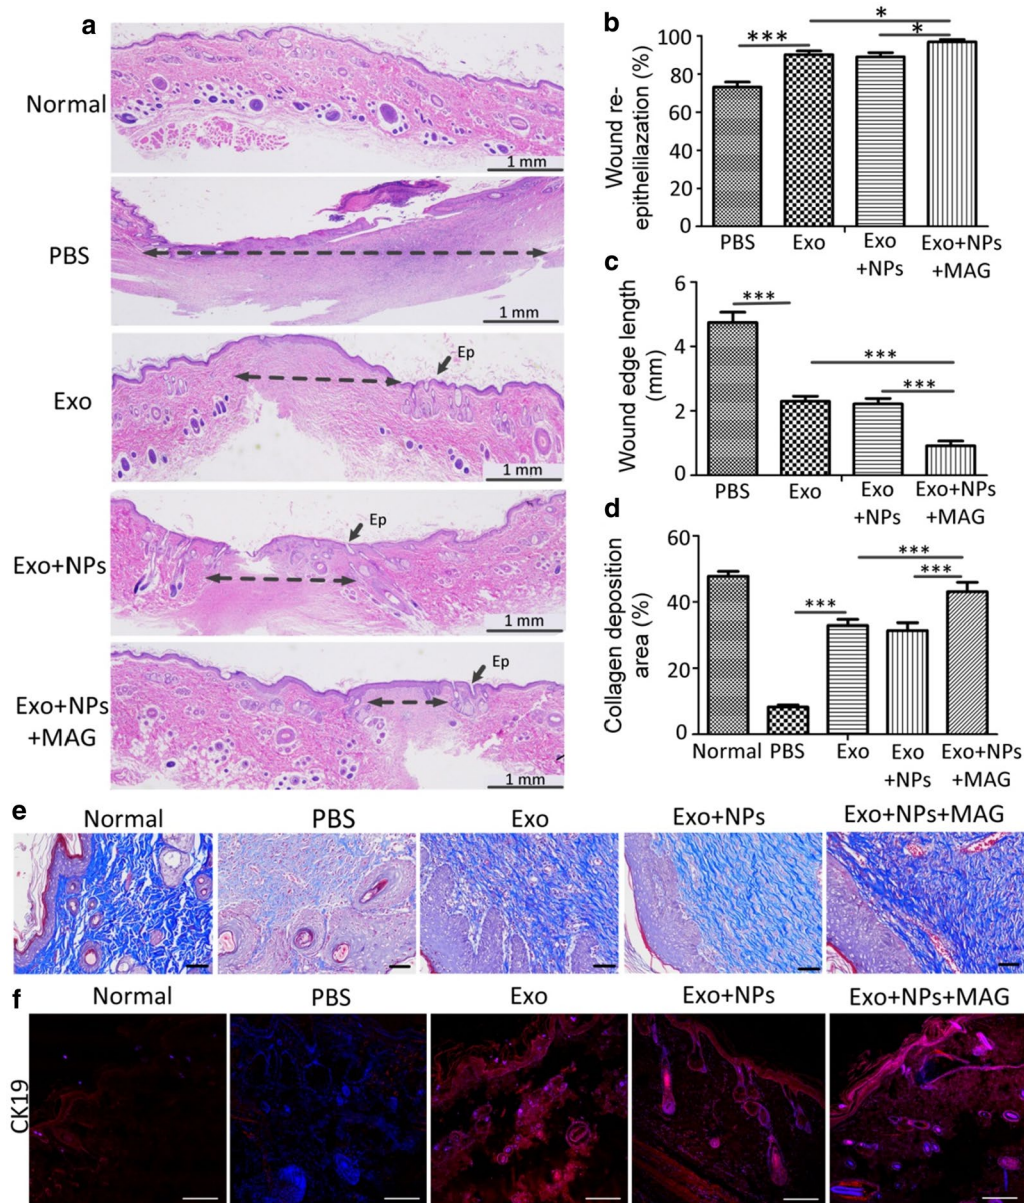 a
Normal
1 mm
PBS
1 mm
Exo
Ep
1 mm
Exo+NPs
Ep
1 mm
Exo+NPs
+MAG
Ep
1 mm
b
Wound re-
epithelilazation (%)
100
80
60
40
20
0
***
*
*
PBS
Exo
Exo
+NPs
Exo+NPs
+MAG
c
Wound edge length
(mm)
6
4
2
0
***
***
***
PBS
Exo
Exo
+NPs
Exo+NPs
+MAG
d
Collagen deposition
area (%)
60
40
20
0
***
***
***
Normal
PBS
Exo
Exo
+NPs
Exo+NPs
+MAG
e
Normal
PBS
Exo
Exo+NPs
Exo+NPs+MAG
f
Normal
PBS
Exo
Exo+NPs
Exo+NPs+MAG
CK19